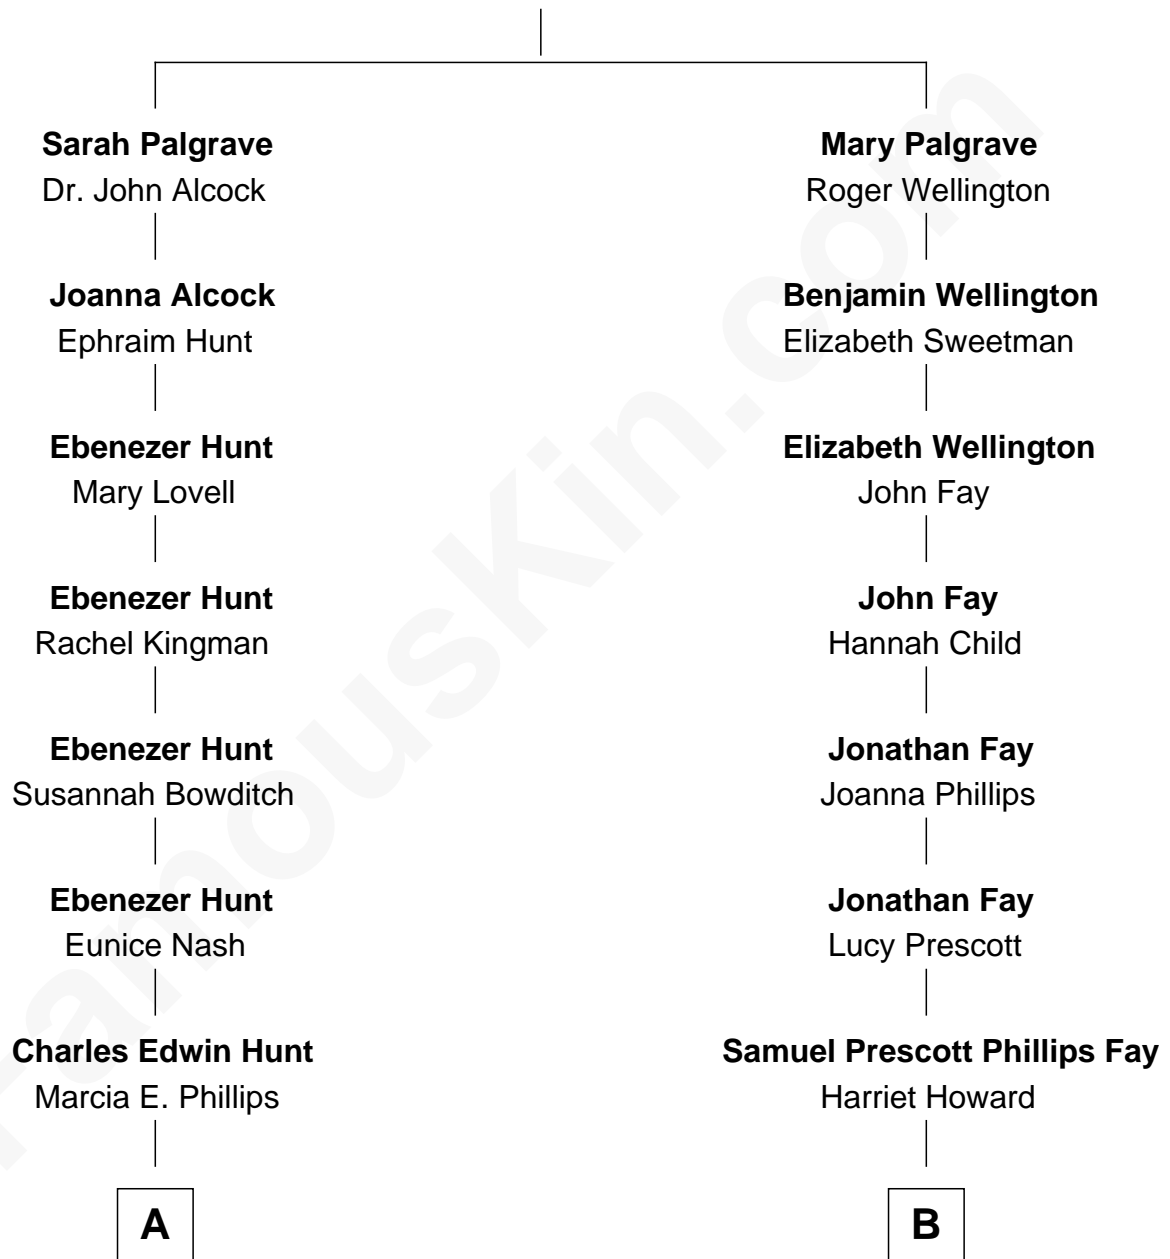 Sarah Palgrave
Dr. John Alcock
Joanna Alcock
Ephraim Hunt
Ebenezer Hunt
Mary Lovell
Ebenezer Hunt
Rachel Kingman
Ebenezer Hunt
Susannah Bowditch
Ebenezer Hunt
Eunice Nash
Charles Edwin Hunt
Marcia E. Phillips
A
Mary Palgrave
Roger Wellington
Benjamin Wellington
Elizabeth Sweetman
Elizabeth Wellington
John Fay
John Fay
Hannah Child
Jonathan Fay
Joanna Phillips
Jonathan Fay
Lucy Prescott
Samuel Prescott Phillips Fay
Harriet Howard
B
FamousKin.com